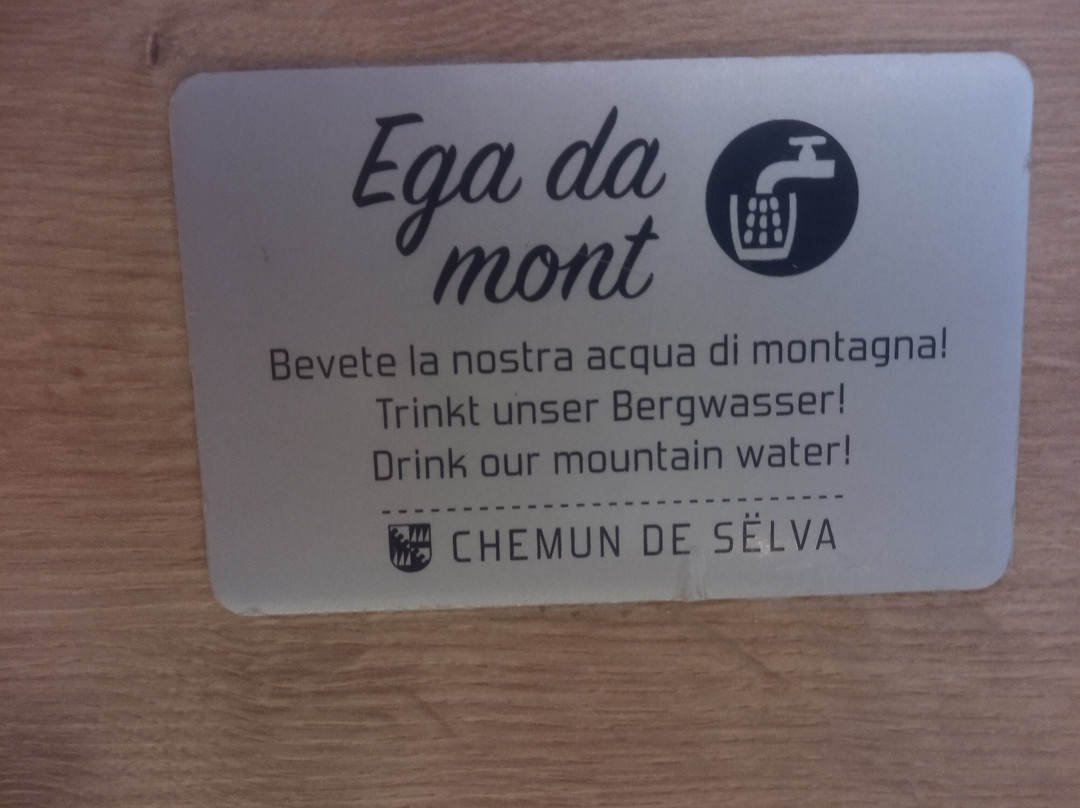 Ega da
mont
Bevete la nostra acqua di montagna!
Trinkt unser Bergwasser!
Drink our mountain water!
CHEMUN DE SËLVA